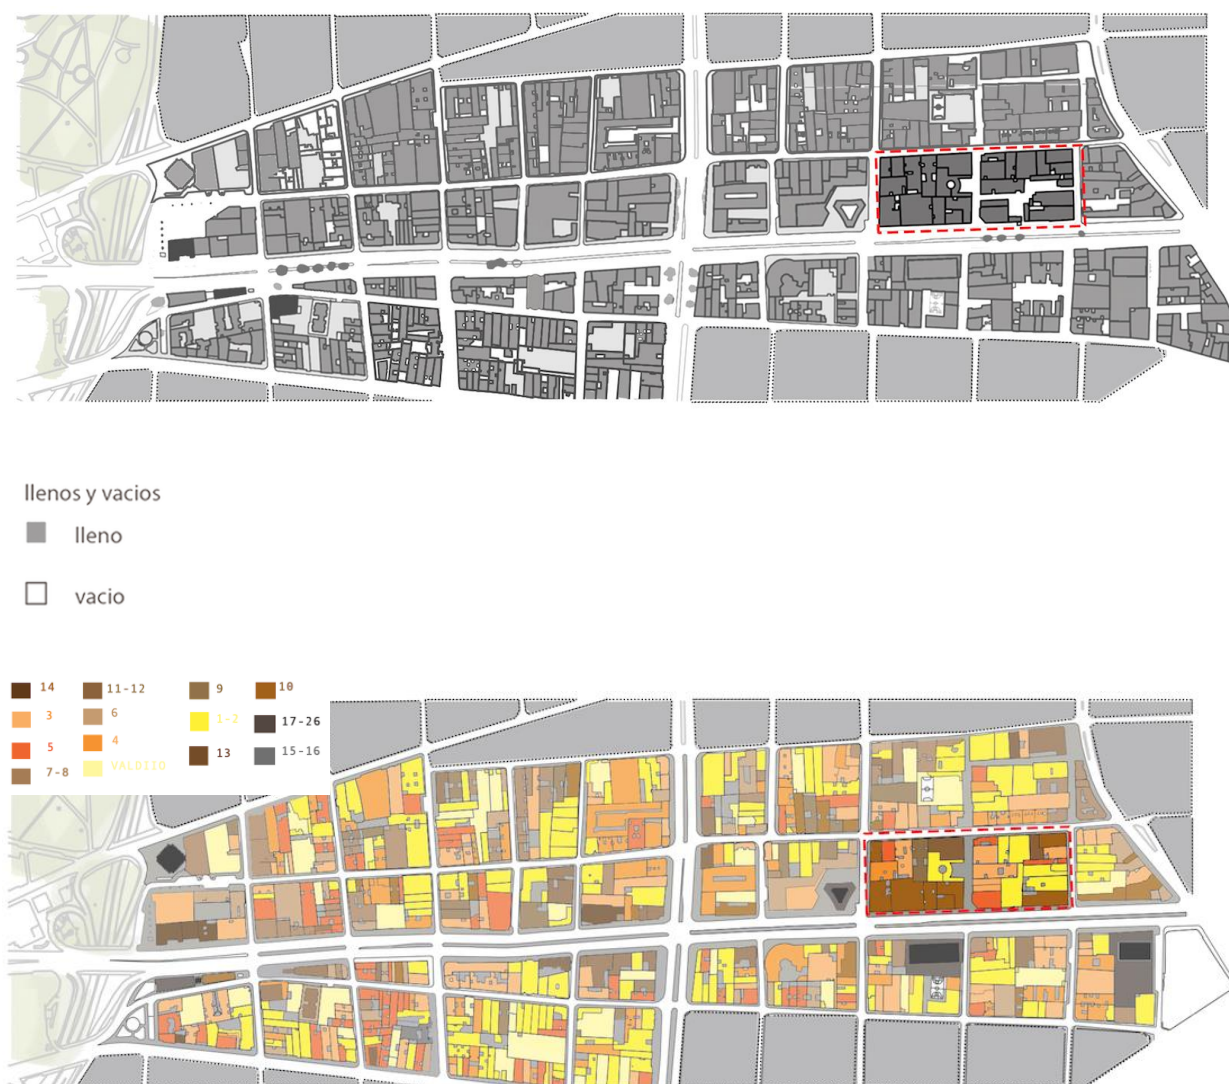 llenos y vacios
lleno
vacio
14 11-12 9 10
3 6 1-2 17-26
5 4 13 15-16
7-8 VALDIIO